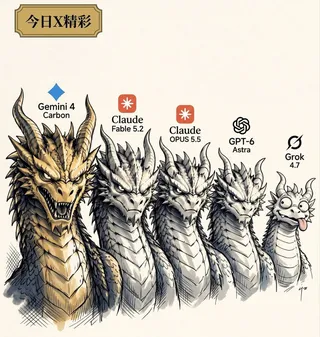 今日X精彩
Gemini 4
Carbon
Claude
Fable 5.2
Claude
OPUS 5.5
GPT-6
Astra
Grok
4.7